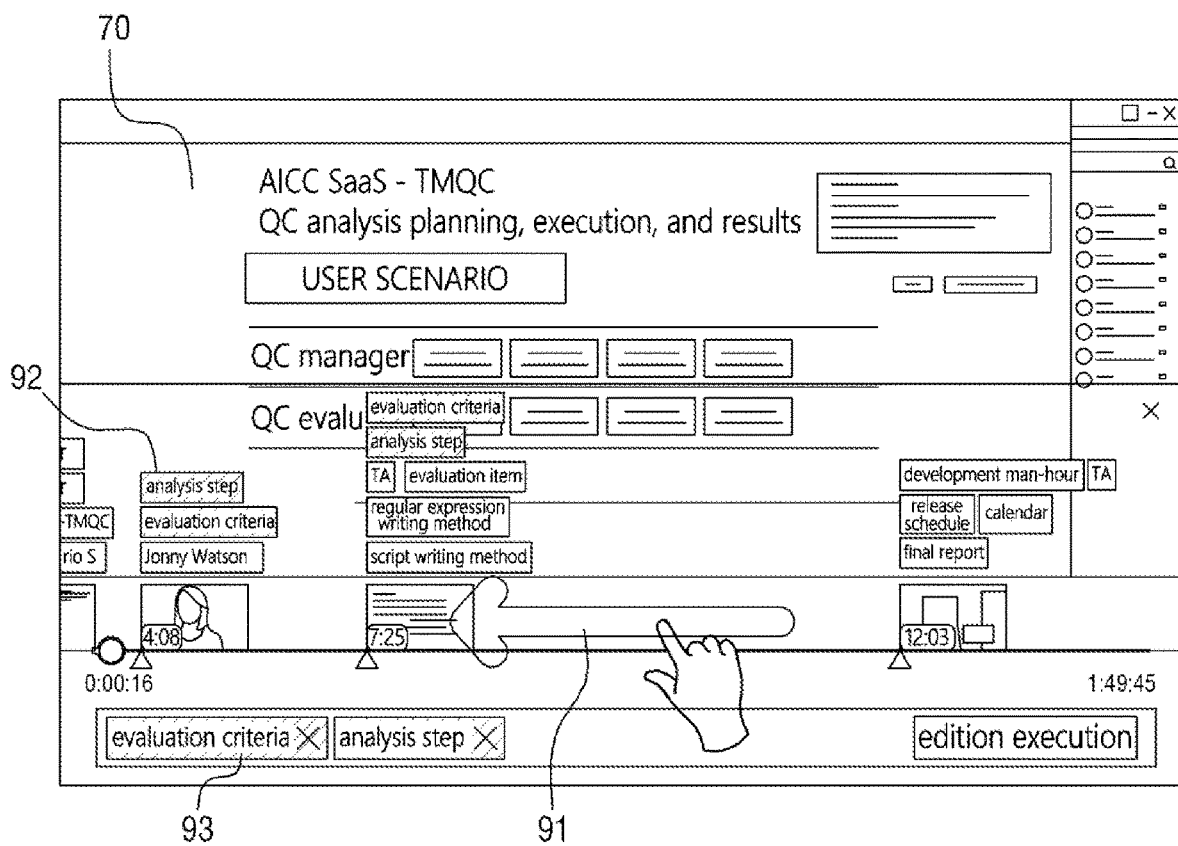 70
AICC SaaS - TMQC
QC analysis planning, execution, and results
USER SCENARIO
QC manager
92
QC evalu
evaluation criteria
analysis step
TA
evaluation item
regular expression
writing method
script writing method
analysis step
evaluation criteria
Jonny Watson
-TMQC
rio S
development man-hour
TA
release
schedule
calendar
final report
4:08
7:25
12:03
0:00:16
1:49:45
evaluation criteria X
analysis step X
edition execution
93
91